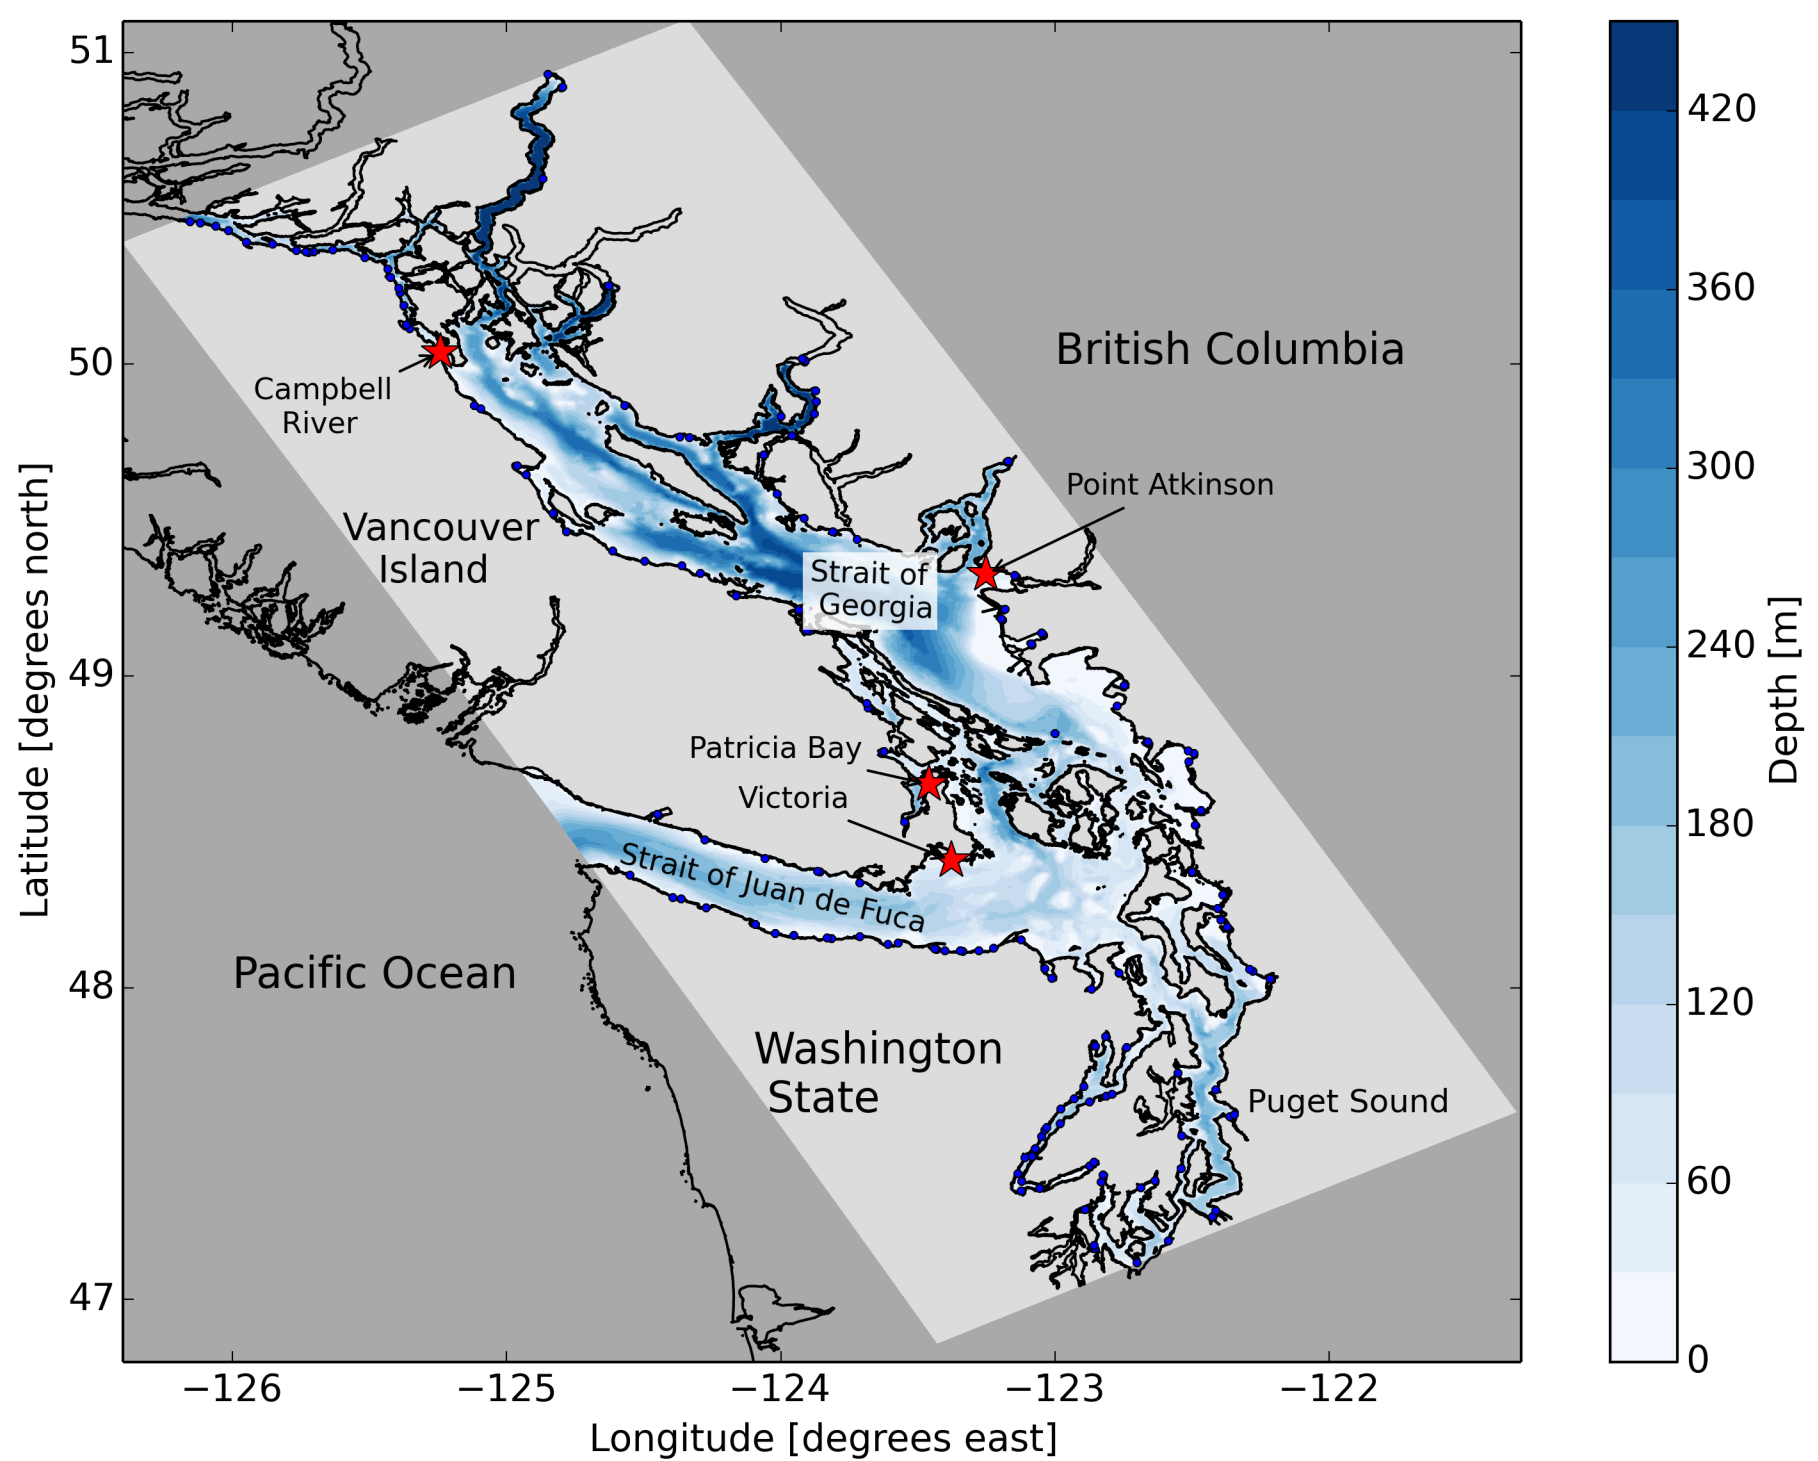 51
50
49
48
47
Latitude [degrees north]
−126
−125
−124
−123
−122
Longitude [degrees east]
British Columbia
Campbell
River
Point Atkinson
Vancouver
Island
Strait of
Georgia
Patricia Bay
Victoria
Strait of Juan de Fuca
Pacific Ocean
Washington
State
Puget Sound
420
360
300
240
180
120
60
0
Depth [m]